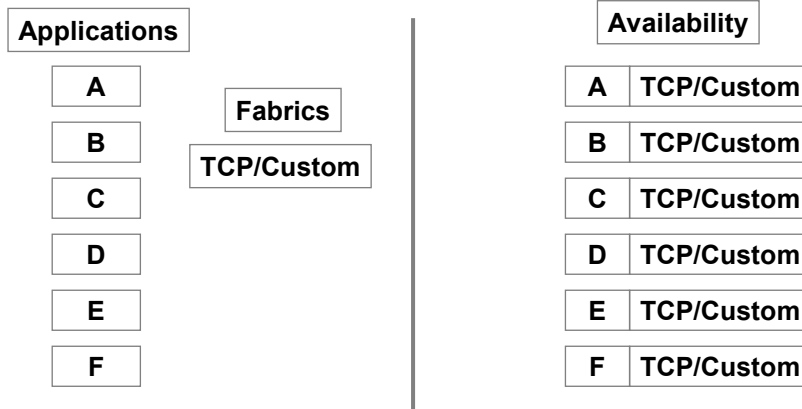 Applications
A
B
C
D
E
F
Fabrics
TCP/Custom
Availability
A TCP/Custom
B TCP/Custom
C TCP/Custom
D TCP/Custom
E TCP/Custom
F TCP/Custom